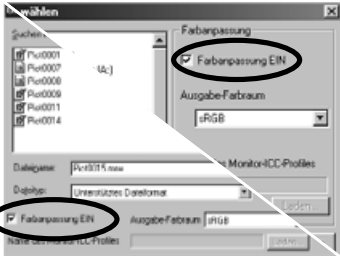 wählen
Suchen
Pict0001
Pict0007
(A:)
Pict0008
Pict0009
Pict0011
Pict0014
Farbanpassung
Farbanpassung EIN
Ausgabe-Farbraum
sRGB
Dateiname: Pict0015.mrw
Monitor-ICC-Profiles
Dateityp: Unterstütztes Dateiformat
Laden...
Farbanpassung EIN Ausgabe-Farbraum sRGB
Name des Monitor-ICC-Profiles Laden...